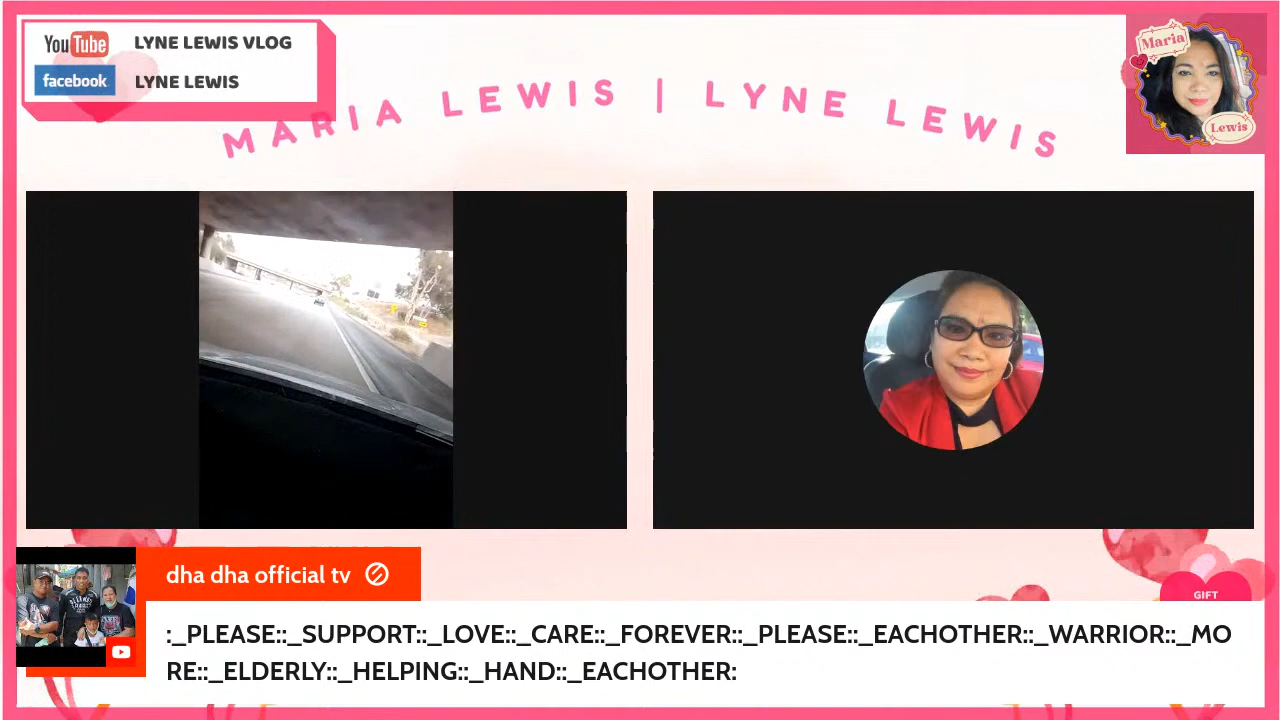 YouTube LYNE LEWIS VLOG
facebook LYNE LEWIS
MARIA LEWIS | LYNE LEWIS
Maria
Lewis
dha dha official tv
GIFT
:_PLEASE::_SUPPORT::_LOVE::_CARE::_FOREVER::_PLEASE::_EACHOTHER::_WARRIOR::_MO
RE::_ELDERLY::_HELPING::_HAND::_EACHOTHER: